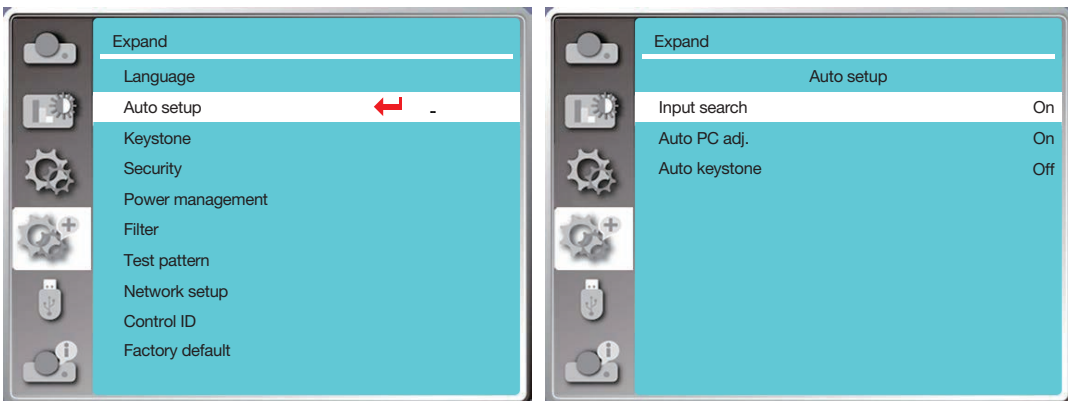 Expand
Language
Auto setup -
Keystone
Security
Power management
Filter
Test pattern
Network setup
Control ID
Factory default
Expand
Auto setup
Input search On
Auto PC adj. On
Auto keystone Off